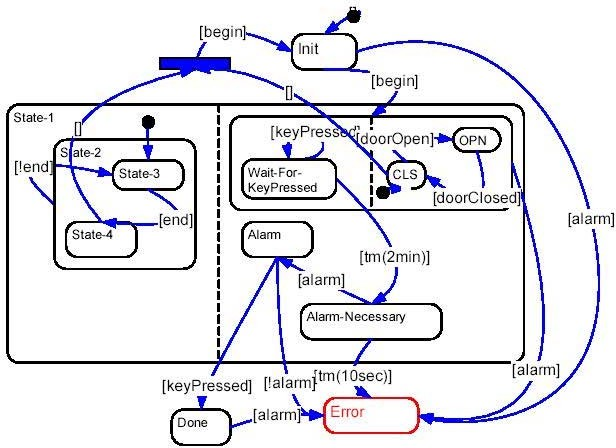 [begin]
Init
[begin]
[]
State-1
[]
[keyPressed]
[doorOpen]
OPN
State-2
[!end]
State-3
Wait-For-
KeyPressed
CLS
[doorClosed]
[end]
State-4
Alarm
[alarm]
[tm(2min)]
[alarm]
Alarm-Necessary
[keyPressed]
[!alarm]
[tm(10sec)]
[alarm]
Done
[alarm]
Error